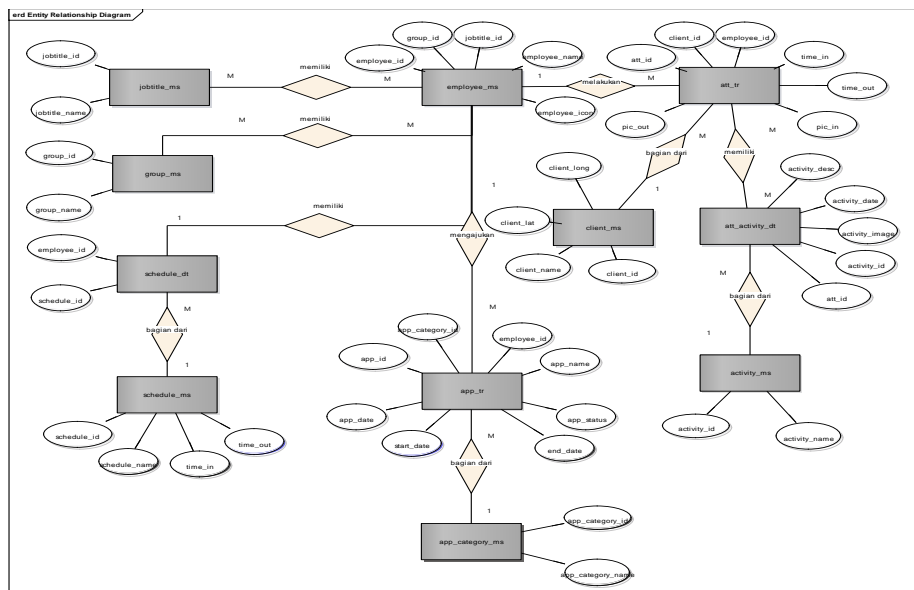 erd Entity Relationship Diagram
jobtitle_id
jobtitle_ms
jobtitle_name
M
memiliki
M
group_id
jobtitle_id
employee_id
employee_name
employee_ms
employee_icon
1
melakukan
M
client_id
employee_id
att_id
time_in
att_tr
time_out
pic_out
pic_in
M
memiliki
M
group_id
group_ms
group_name
bagian dari
M
1
M
memiliki
M
client_long
client_lat
client_ms
client_name
client_id
activity_desc
activity_date
att_activity_dt
activity_image
activity_id
att_id
1
memiliki
1
mengajukan
M
employee_id
schedule_dt
schedule_id
M
bagian dari
1
schedule_ms
schedule_id
schedule_name
time_in
time_out
app_category_id
employee_id
app_id
app_name
app_tr
app_date
app_status
start_date
end_date
M
bagian dari
1
app_category_ms
app_category_id
app_category_name
M
bagian dari
1
activity_ms
activity_id
activity_name